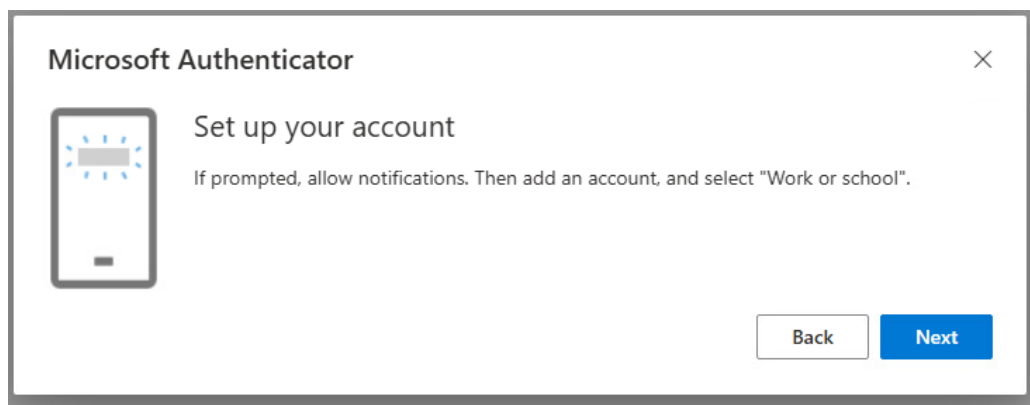 Microsoft Authenticator
Set up your account
If prompted, allow notifications. Then add an account, and select "Work or school".
Back Next